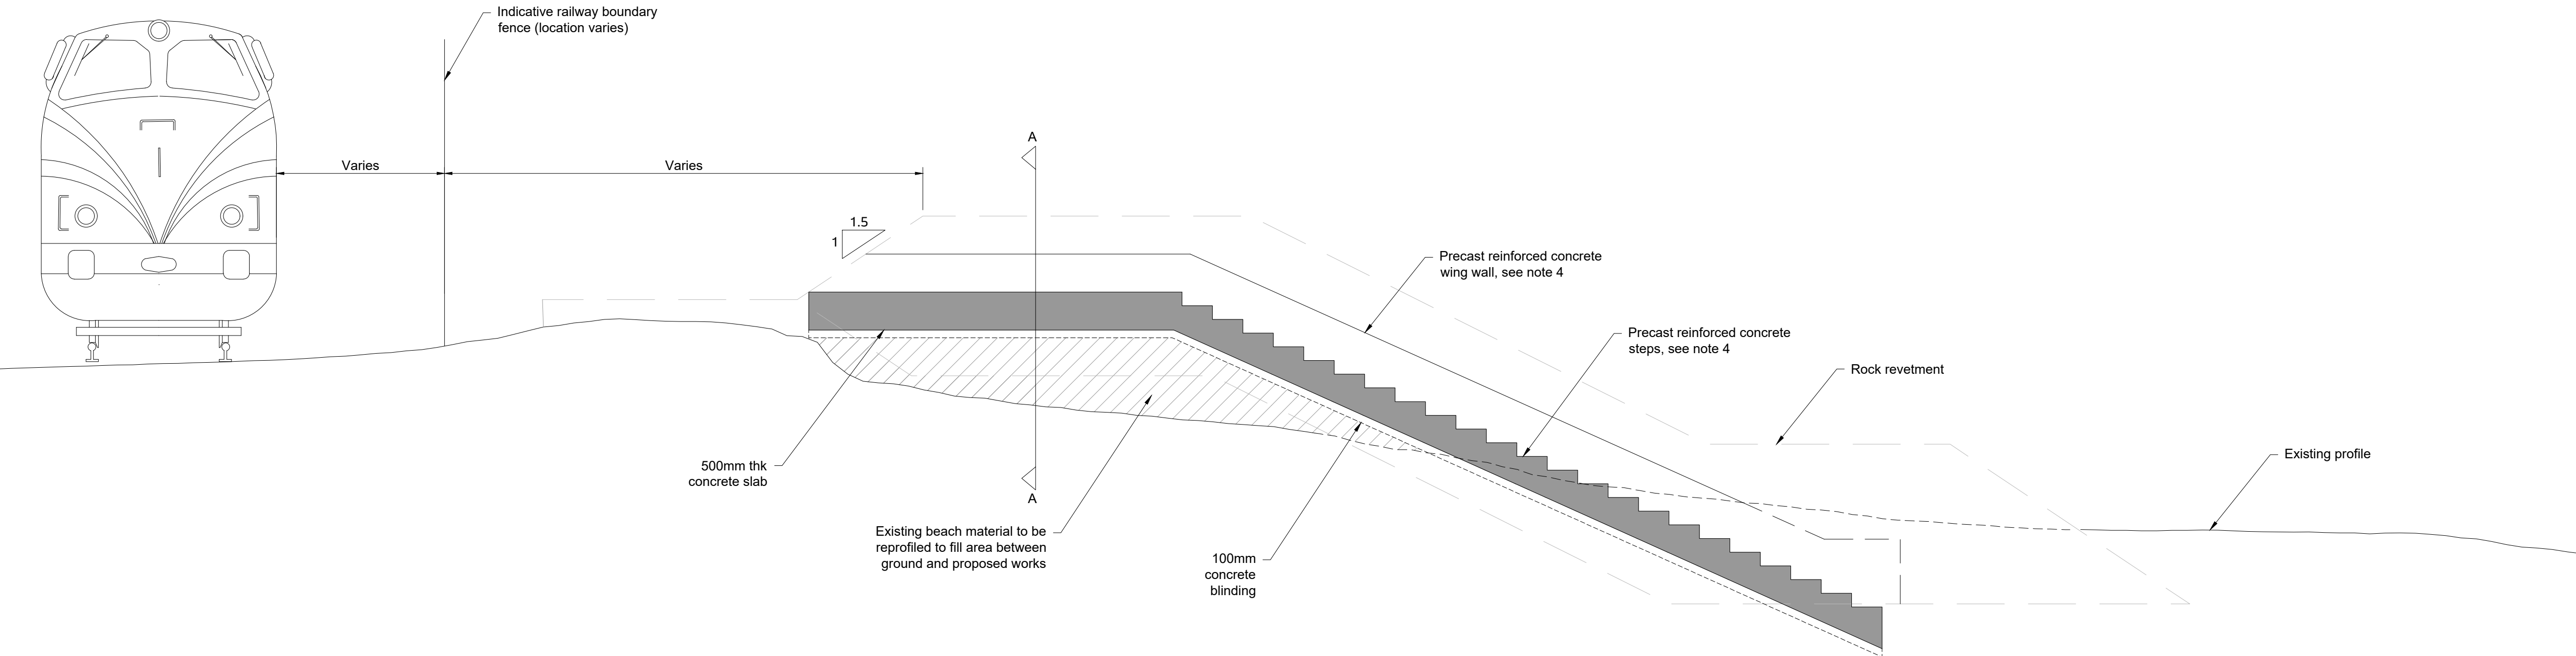 Indicative railway boundary
fence (location varies)
A
Varies
Varies
1.5
1
Precast reinforced concrete
wing wall, see note 4
Precast reinforced concrete
steps, see note 4
Rock revetment
Existing profile
500mm thk
concrete slab
A
Existing beach material to be
reprofiled to fill area between
ground and proposed works
100mm
concrete
blinding